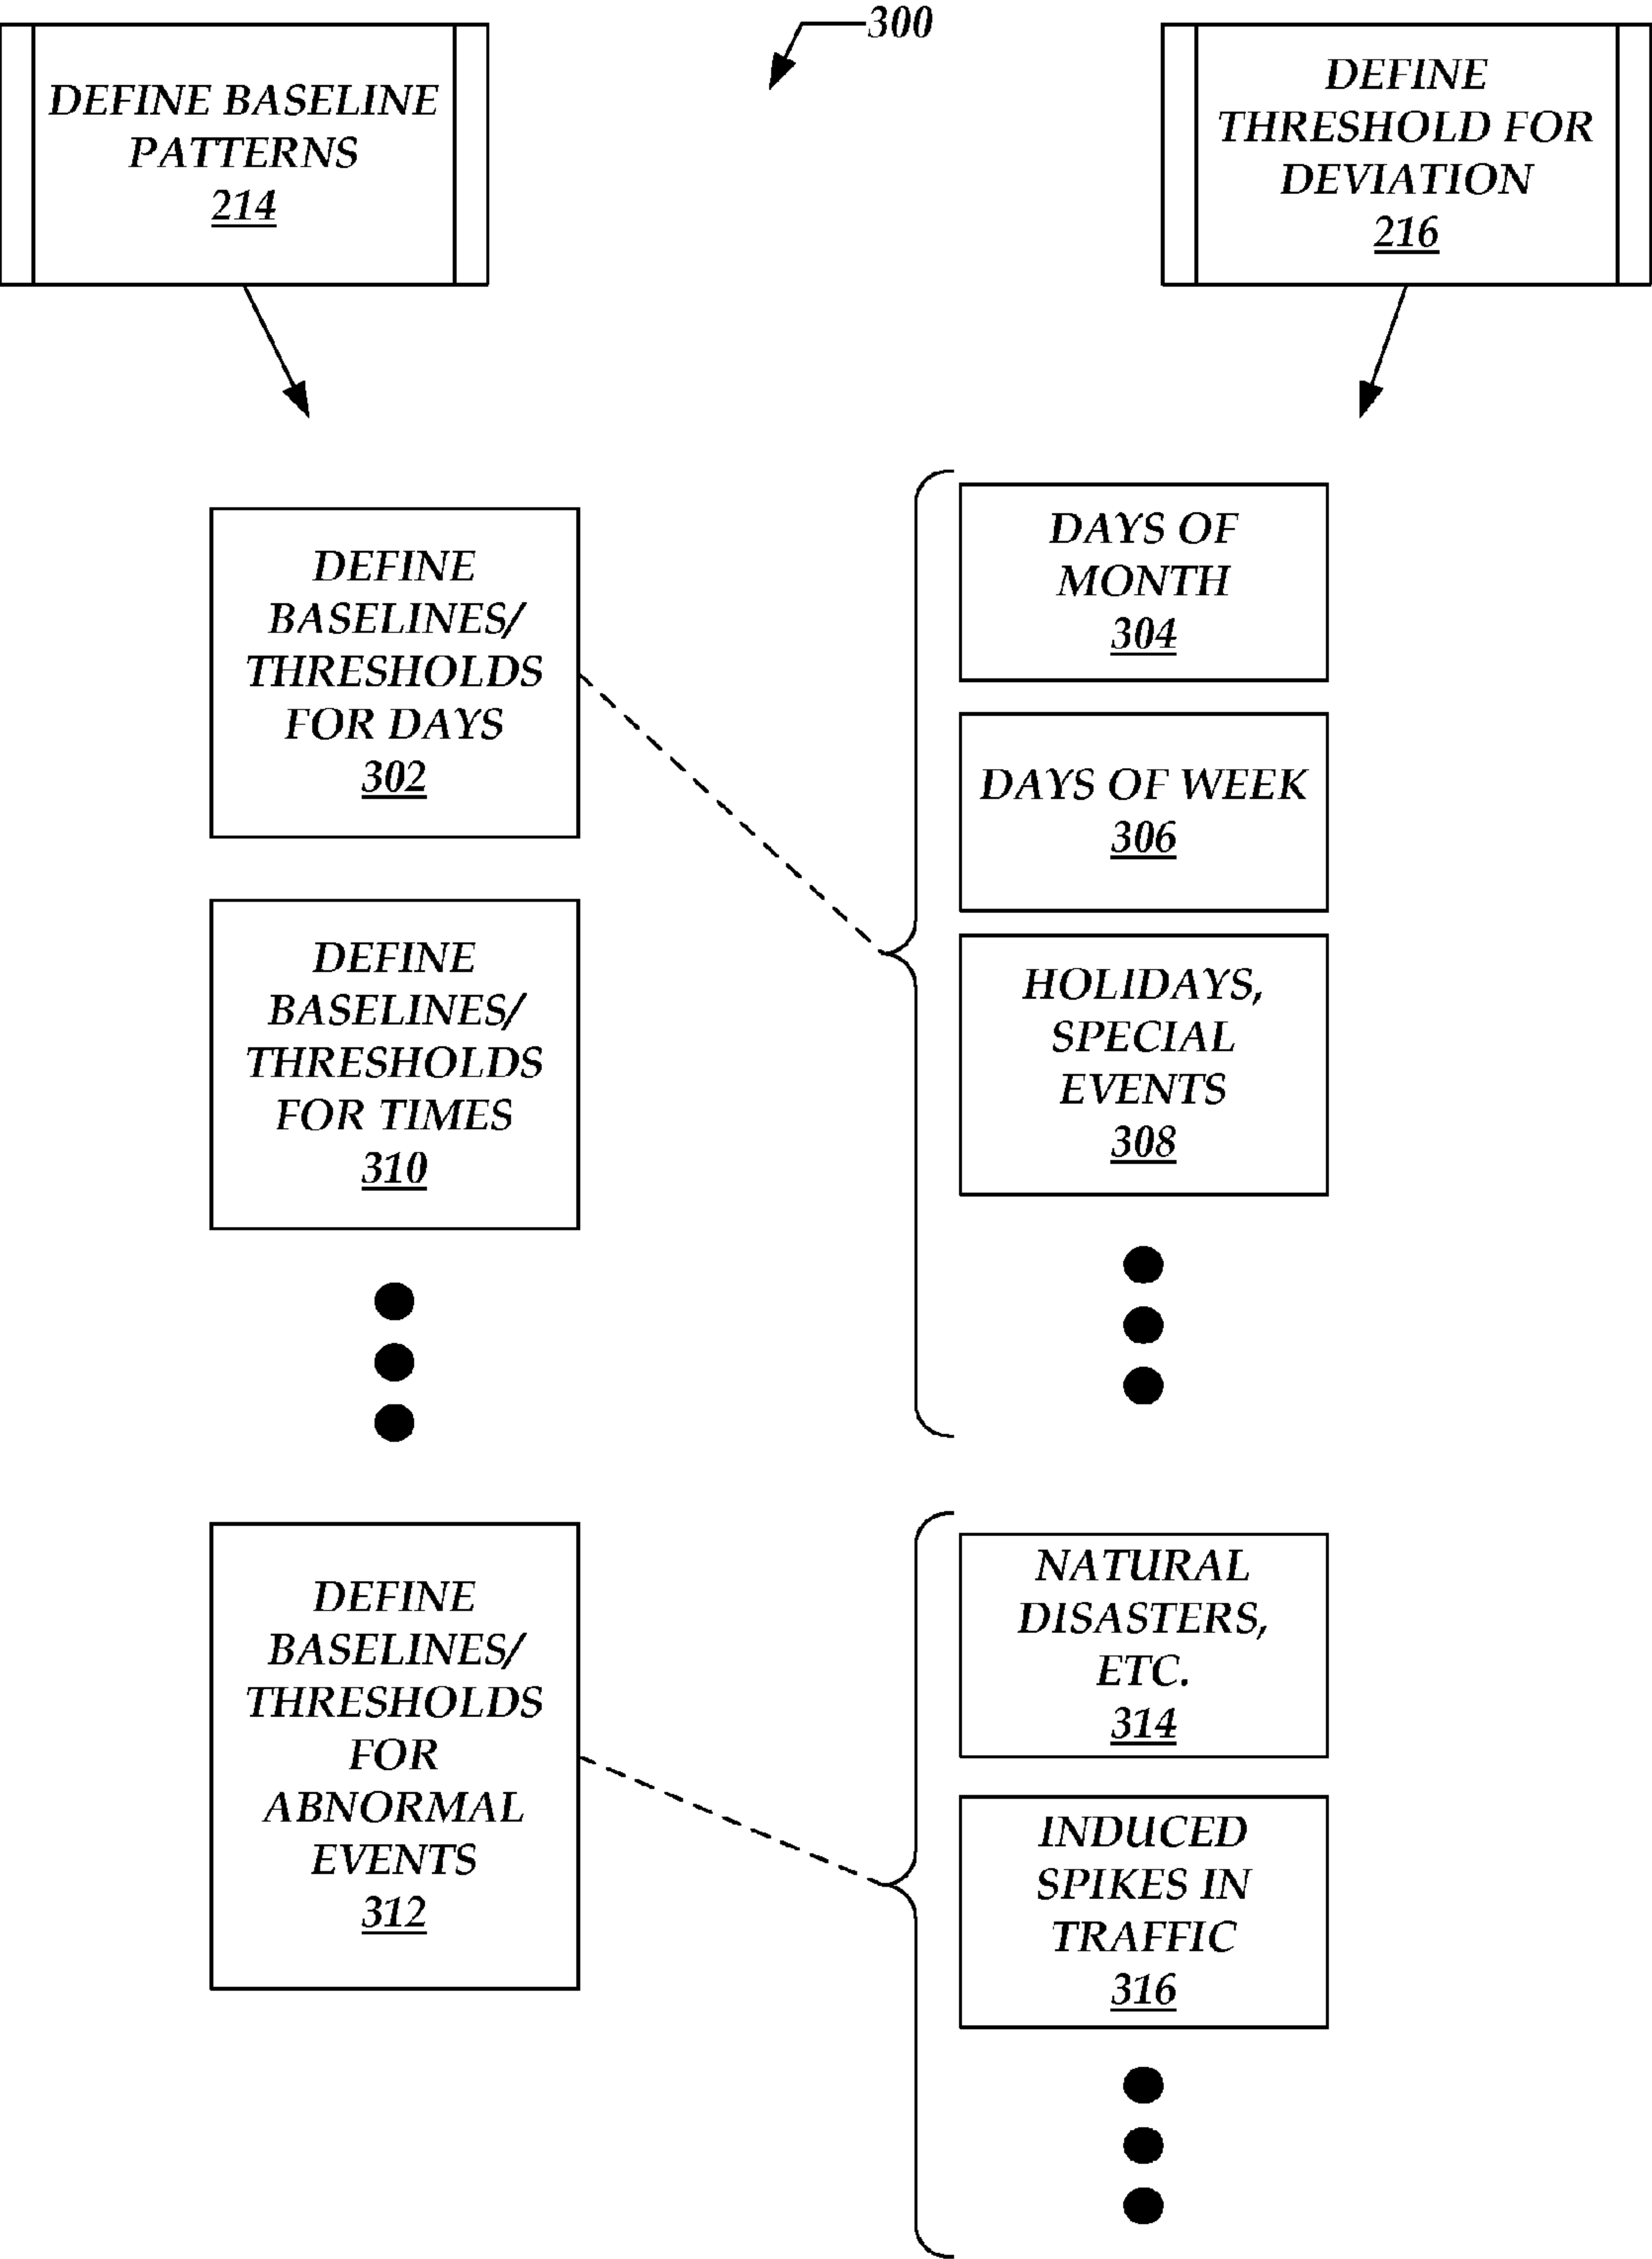 300
DEFINE BASELINE
PATTERNS
214
DEFINE
THRESHOLD FOR
DEVIATION
216
DEFINE
BASELINES/
THRESHOLDS
FOR DAYS
302
DAYS OF
MONTH
304
DAYS OF WEEK
306
HOLIDAYS,
SPECIAL
EVENTS
308
DEFINE
BASELINES/
THRESHOLDS
FOR TIMES
310
DEFINE
BASELINES/
THRESHOLDS
FOR
ABNORMAL
EVENTS
312
NATURAL
DISASTERS,
ETC.
314
INDUCED
SPIKES IN
TRAFFIC
316